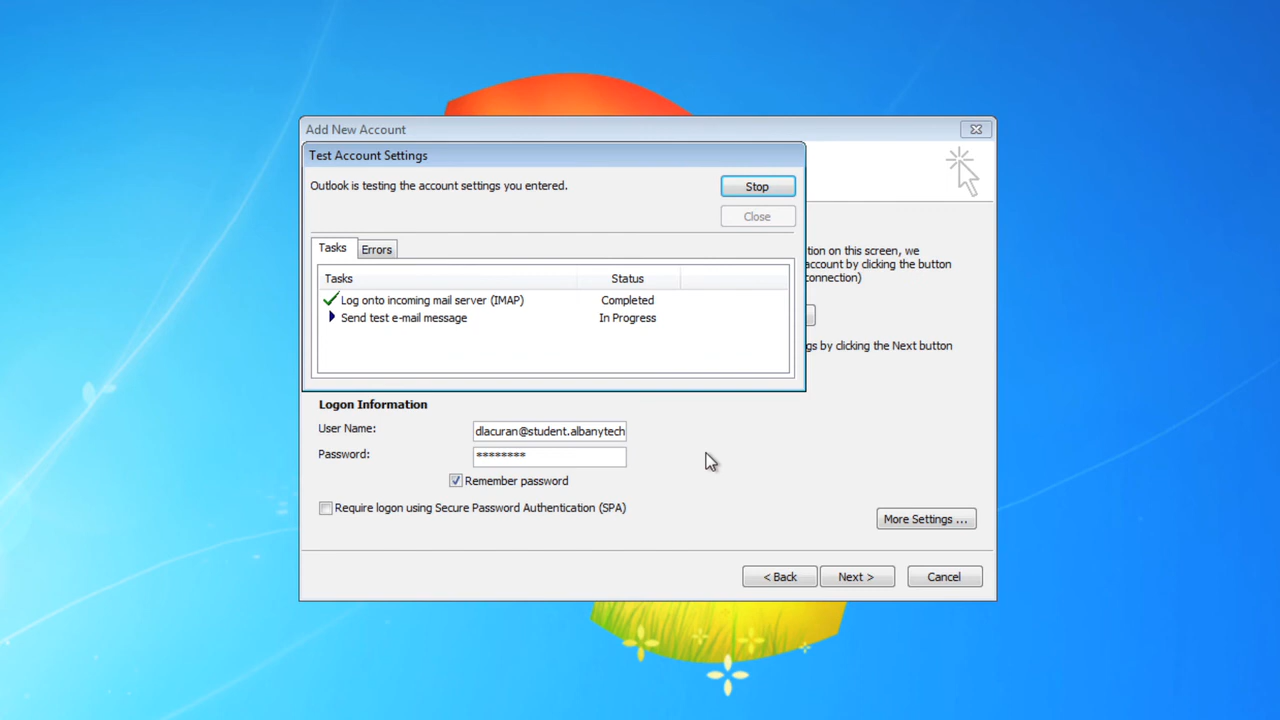 Add New Account
Test Account Settings
Outlook is testing the account settings you entered.
Stop
Close
Tasks
Errors
Tasks Status
Log onto incoming mail server (IMAP) Completed
Send test e-mail message In Progress
tion on this screen, we
account by clicking the button
connection)
gs by clicking the Next button
Logon Information
User Name: dlacuran@student.albanytech
Password: ********
Remember password
Require logon using Secure Password Authentication (SPA)
More Settings ...
< Back Next > Cancel